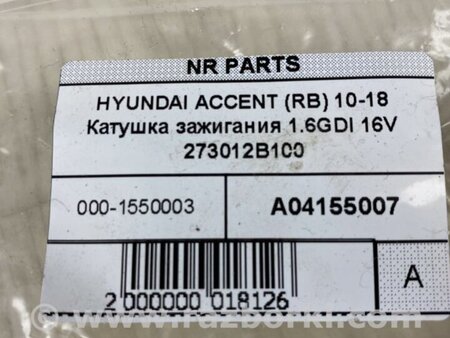 NR PARTS
HYUNDAI ACCENT (RB) 10-18
Катушка зажигания 1.6GDI 16V
273012B100
000-1550003
A04155007
A
2 000000 018126